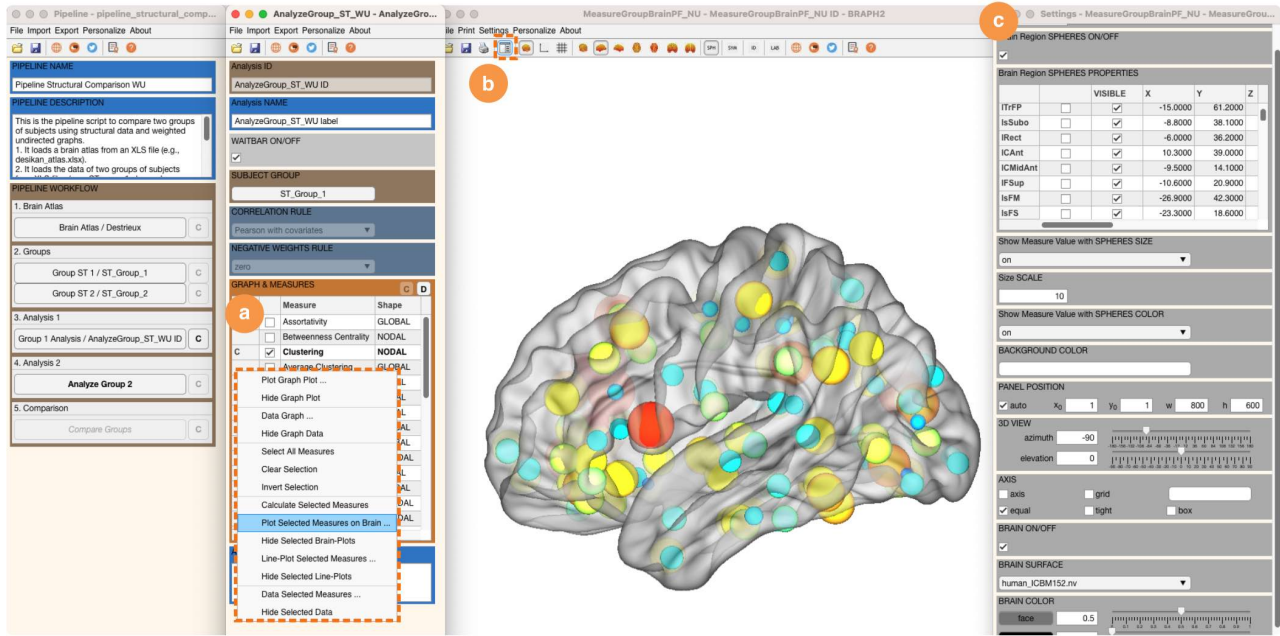 Pipeline - pipeline_structural_comp...
File Import Export Personalize About
PIPELINE NAME
Pipeline Structural Comparison WU
PIPELINE DESCRIPTION
This is the pipeline script to compare two groups
of subjects using structural data and weighted
undirected graphs.
1. It loads a brain atlas from an XLS file (e.g.,
desikan_atlas.xlsx).
2. It loads the data of two groups of subjects
PIPELINE WORKFLOW
1. Brain Atlas
Brain Atlas / Destrieux
C
2. Groups
Group ST 1 / ST_Group_1
C
Group ST 2 / ST_Group_2
C
3. Analysis 1
Group 1 Analysis / AnalyzeGroup_ST_WU ID
C
4. Analysis 2
Analyze Group 2
C
5. Comparison
Compare Groups
C
AnalyzeGroup_ST_WU - AnalyzeGro...
File Import Export Personalize About
Analysis ID
AnalyzeGroup_ST_WU ID
Analysis NAME
AnalyzeGroup_ST_WU label
WAITBAR ON/OFF
SUBJECT GROUP
ST_Group_1
CORRELATION RULE
Pearson with covariates
NEGATIVE WEIGHTS RULE
zero
GRAPH & MEASURES
C D
a
Measure Shape
Assortativity GLOBAL
Betweenness Centrality NODAL
C Clustering NODAL
Average Clustering GLOBAL
Plot Graph Plot ...
Hide Graph Plot
Data Graph ...
Hide Graph Data
Select All Measures
Clear Selection
Invert Selection
Calculate Selected Measures
Plot Selected Measures on Brain ...
Hide Selected Brain-Plots
Line-Plot Selected Measures ...
Hide Selected Line-Plots
Data Selected Measures ...
Hide Selected Data
MeasureGroupBrainPF_NU - MeasureGroupBrainPF_NU ID - BRAPH2
ile Print Settings Personalize About
SPH SYM ID LAB
b
c
Settings - MeasureGroupBrainPF_NU - MeasureGrou...
ain Region SPHERES ON/OFF
Brain Region SPHERES PROPERTIES
VISIBLE X Y Z
lTrFP -15.0000 61.2000
lsSubo -8.8000 38.1000
lRect -6.0000 36.2000
lCAnt 10.3000 39.0000
lCMidAnt -9.5000 14.1000
lFSup -10.6000 20.9000
lsFM -26.9000 42.3000
lsFS -23.3000 18.6000
Show Measure Value with SPHERES SIZE
on
Size SCALE
10
Show Measure Value with SPHERES COLOR
on
BACKGROUND COLOR
PANEL POSITION
auto x0 1 y0 1 w 800 h 600
3D VIEW
azimuth -90
elevation 0
AXIS
axis grid
equal tight box
BRAIN ON/OFF
BRAIN SURFACE
human_ICBM152.nv
BRAIN COLOR
face 0.5